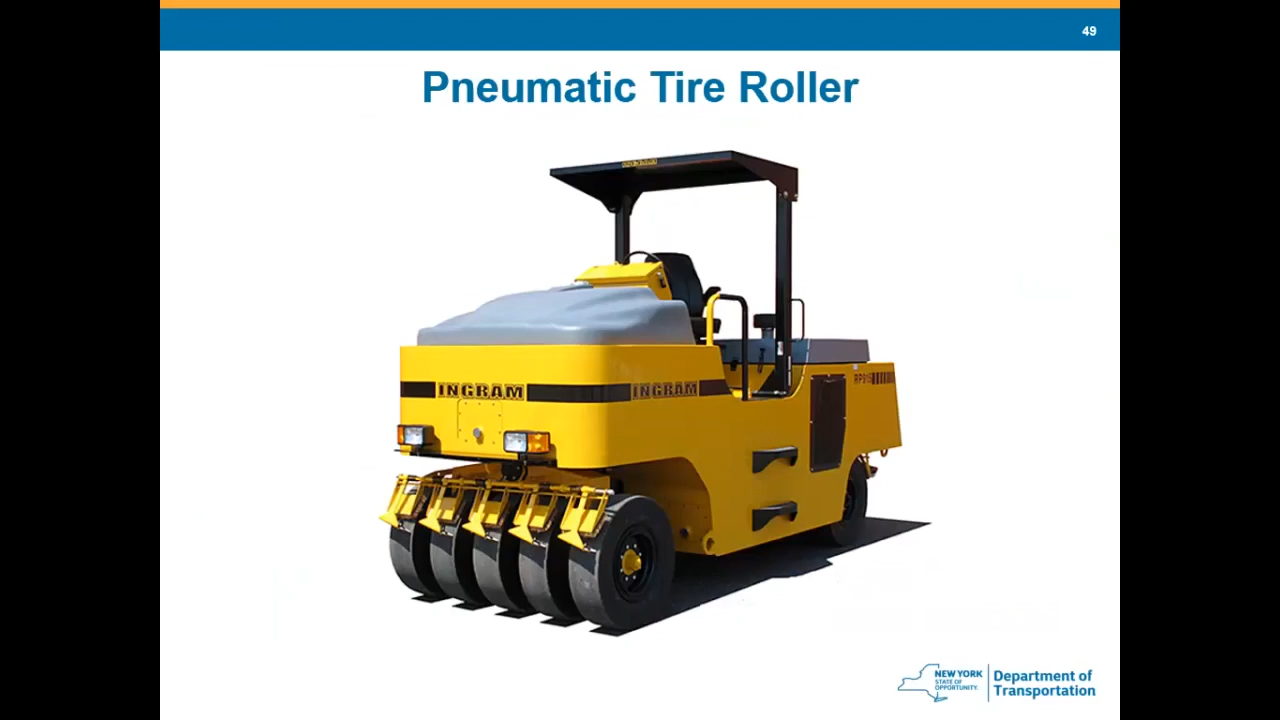 49
Pneumatic Tire Roller
INGRAM
INGRAM
NEW YORK
STATE OF
OPPORTUNITY.
Department of
Transportation